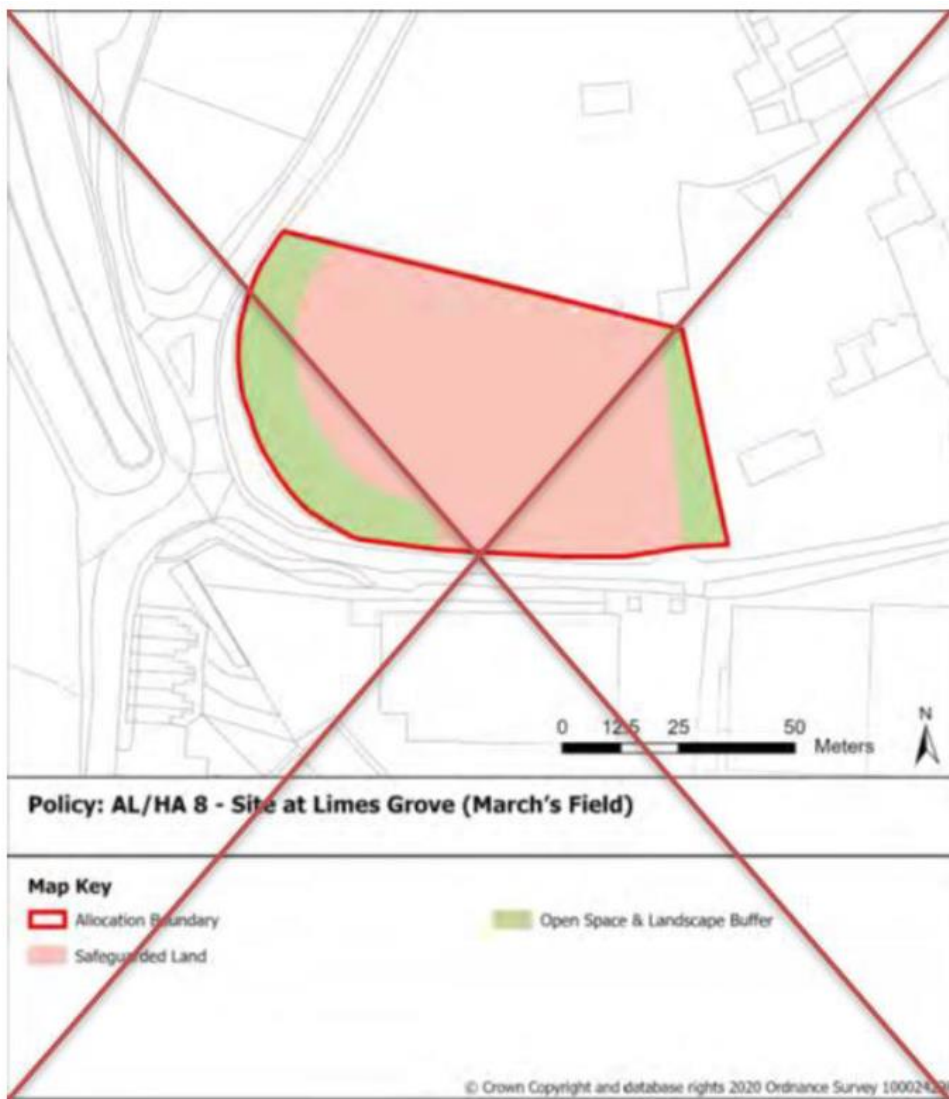 N
0 12.5 25 50 Meters
Policy: AL/HA 8 - Site at Limes Grove (March's Field)
Map Key
Allocation Boundary
Open Space & Landscape Buffer
Safeguarded Land
© Crown Copyright and database rights 2020 Ordnance Survey